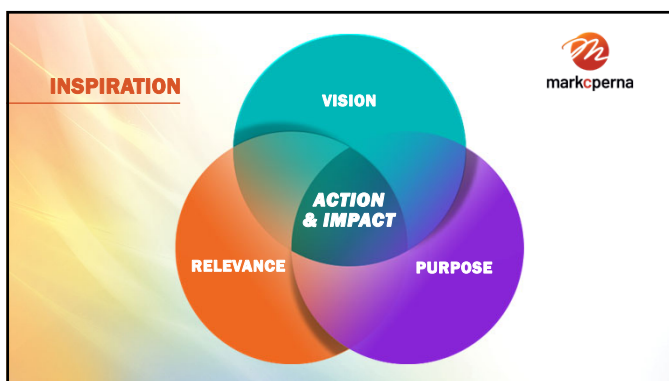 INSPIRATION
markcperna
VISION
ACTION
& IMPACT
RELEVANCE
PURPOSE